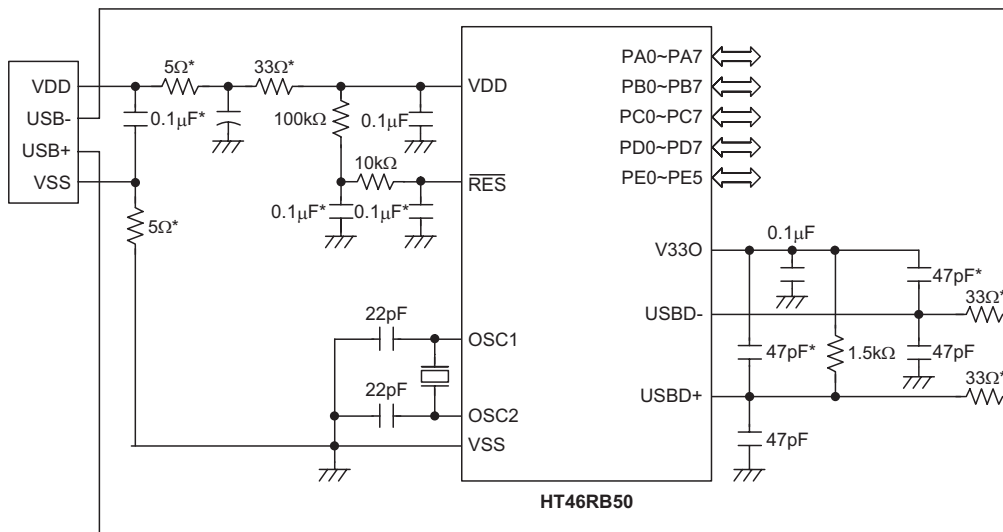 VDD
USB-
USB+
VSS
5Ω*
33Ω*
0.1μF*
100kΩ
0.1μF
10kΩ
0.1μF*
0.1μF*
5Ω*
22pF
22pF
VDD
RES
OSC1
OSC2
VSS
PA0~PA7
PB0~PB7
PC0~PC7
PD0~PD7
PE0~PE5
V33O
USBD-
USBD+
0.1μF
47pF*
33Ω*
47pF*
1.5kΩ
47pF
33Ω*
47pF
HT46RB50